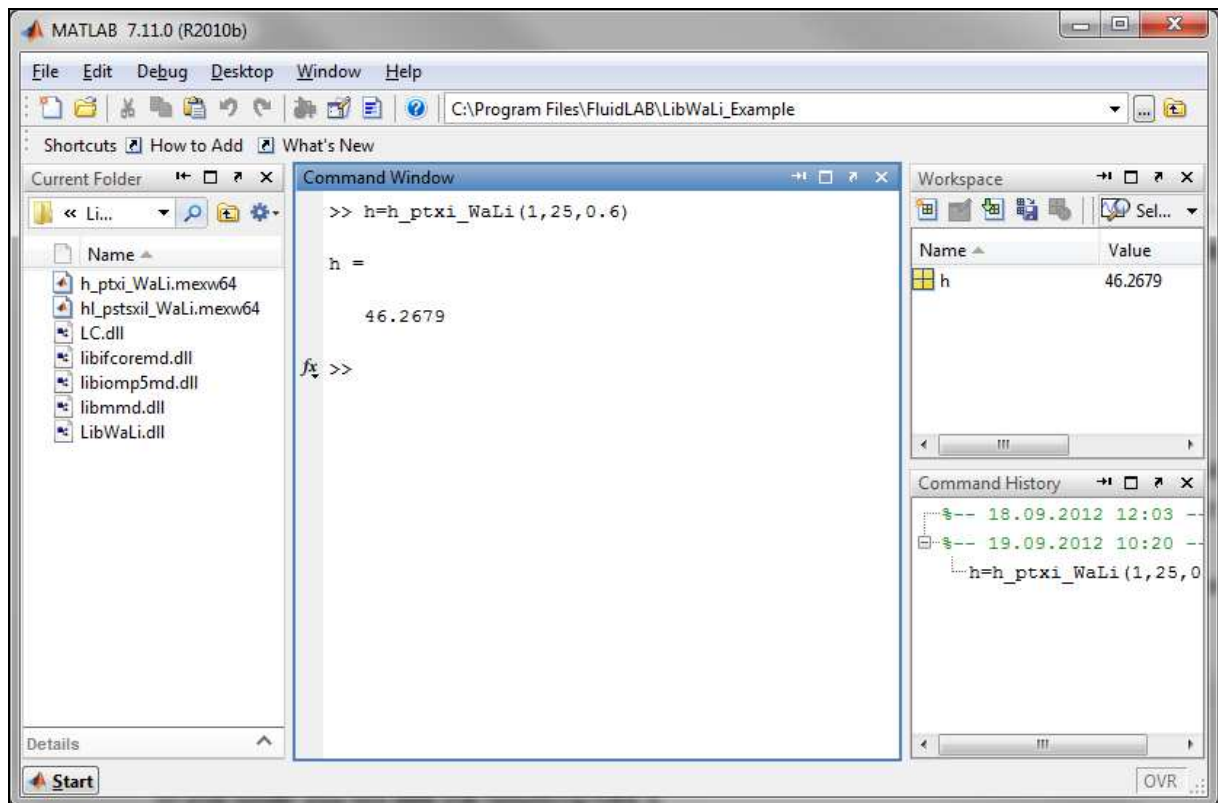 MATLAB 7.11.0 (R2010b)
File Edit Debug Desktop Window Help
C:\Program Files\FluidLAB\LibWaLi_Example
Shortcuts How to Add What's New
Current Folder
« Li...
Name
h_ptxi_WaLi.mexw64
hl_pstsxil_WaLi.mexw64
LC.dll
libifcoremd.dll
libiomp5md.dll
libmmd.dll
LibWaLi.dll
Details
Command Window
>> h=h_ptxi_WaLi(1,25,0.6)
h =
46.2679
fx >>
Workspace
Sel...
Name Value
h 46.2679
Command History
%-- 18.09.2012 12:03 --
%-- 19.09.2012 10:20 --
h=h_ptxi_WaLi(1,25,0
Start
OVR